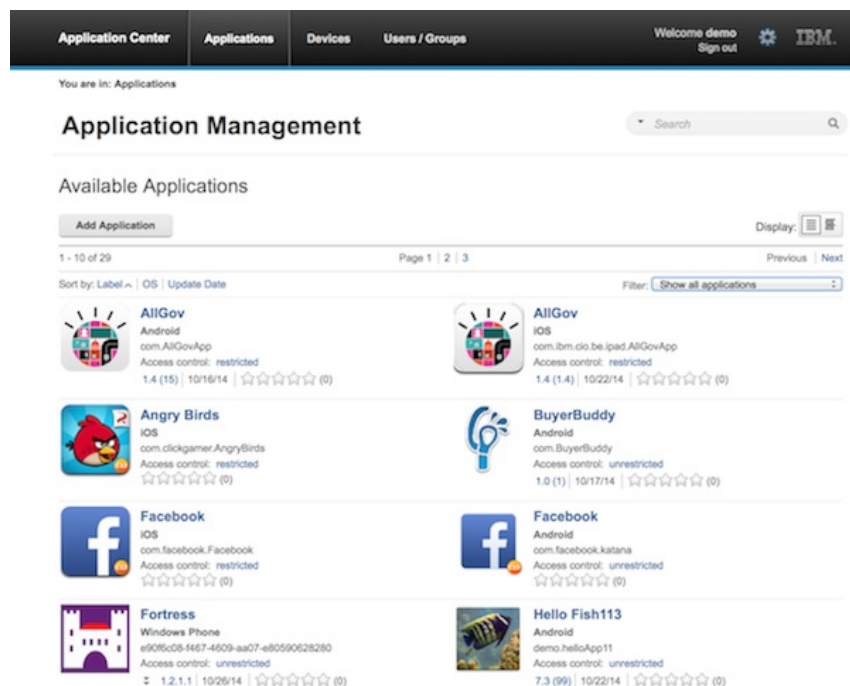 Application Center Applications Devices Users / Groups Welcome demo IBM.
Sign out
You are in: Applications
Application Management Search
Available Applications
Add Application Display:
1 - 10 of 29 Page 1 | 2 | 3 Previous | Next
Sort by: Label | OS | Update Date Filter: Show all applications
AllGov
Android
com.AllGovApp
Access control: restricted
1.4 (15) | 10/16/14 | (0)
AllGov
iOS
com.ibm.cio.be.ipad.AllGovApp
Access control: restricted
1.4 (1.4) | 10/22/14 | (0)
Angry Birds
iOS
com.clickgamer.AngryBirds
Access control: restricted
(0)
BuyerBuddy
Android
com.BuyerBuddy
Access control: unrestricted
1.0 (1) | 10/17/14 | (0)
Facebook
iOS
com.facebook.Facebook
Access control: restricted
(0)
Facebook
Android
com.facebook.katana
Access control: unrestricted
(0)
Fortress
Windows Phone
e90f6c08-f467-4609-aa07-e80590628280
Access control: unrestricted
1.2.1.1 | 10/26/14 | (0)
Hello Fish113
Android
demo.helloApp11
Access control: unrestricted
7.3 (99) | 10/22/14 | (0)